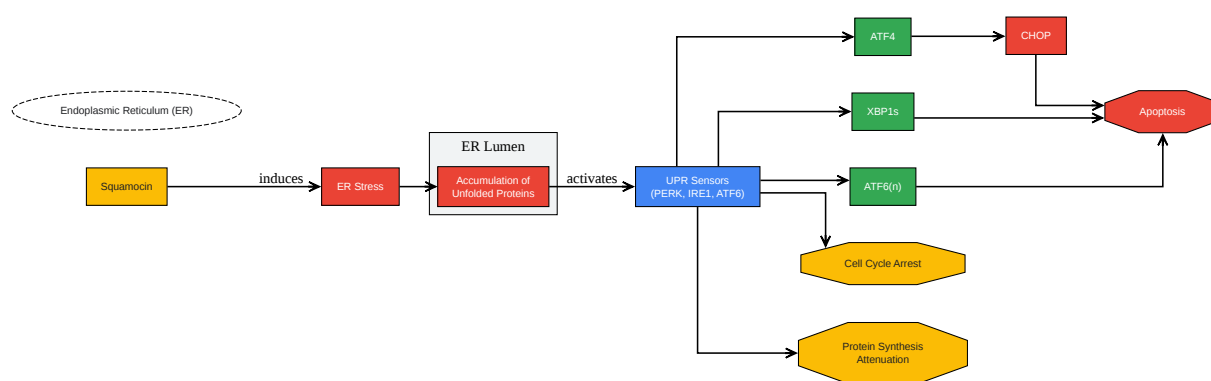 ATF4
CHOP
Endoplasmic Reticulum (ER)
XBP1s
Apoptosis
ER Lumen
Squamocin
induces
ER Stress
Accumulation of
Unfolded Proteins
activates
UPR Sensors
(PERK, IRE1, ATF6)
ATF6(n)
Cell Cycle Arrest
Protein Synthesis
Attenuation